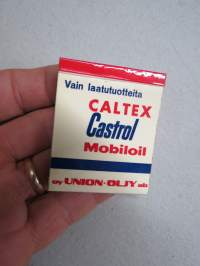 Vain laatutuotteita
CALTEX
Castrol
Mobiloil
oy UNION-ÖLJY ab